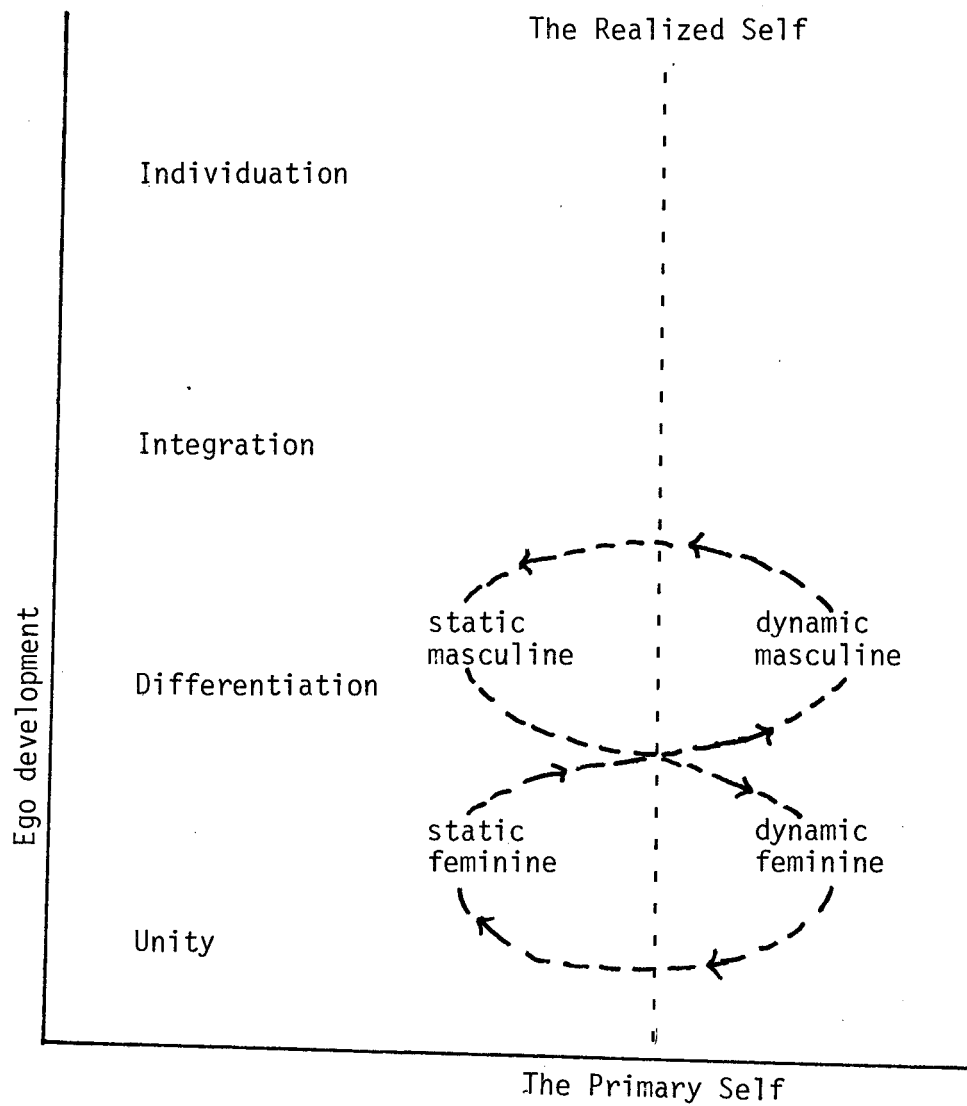 The Realized Self
Individuation
Integration
static
masculine
dynamic
masculine
Differentiation
Ego development
static
feminine
dynamic
feminine
Unity
The Primary Self